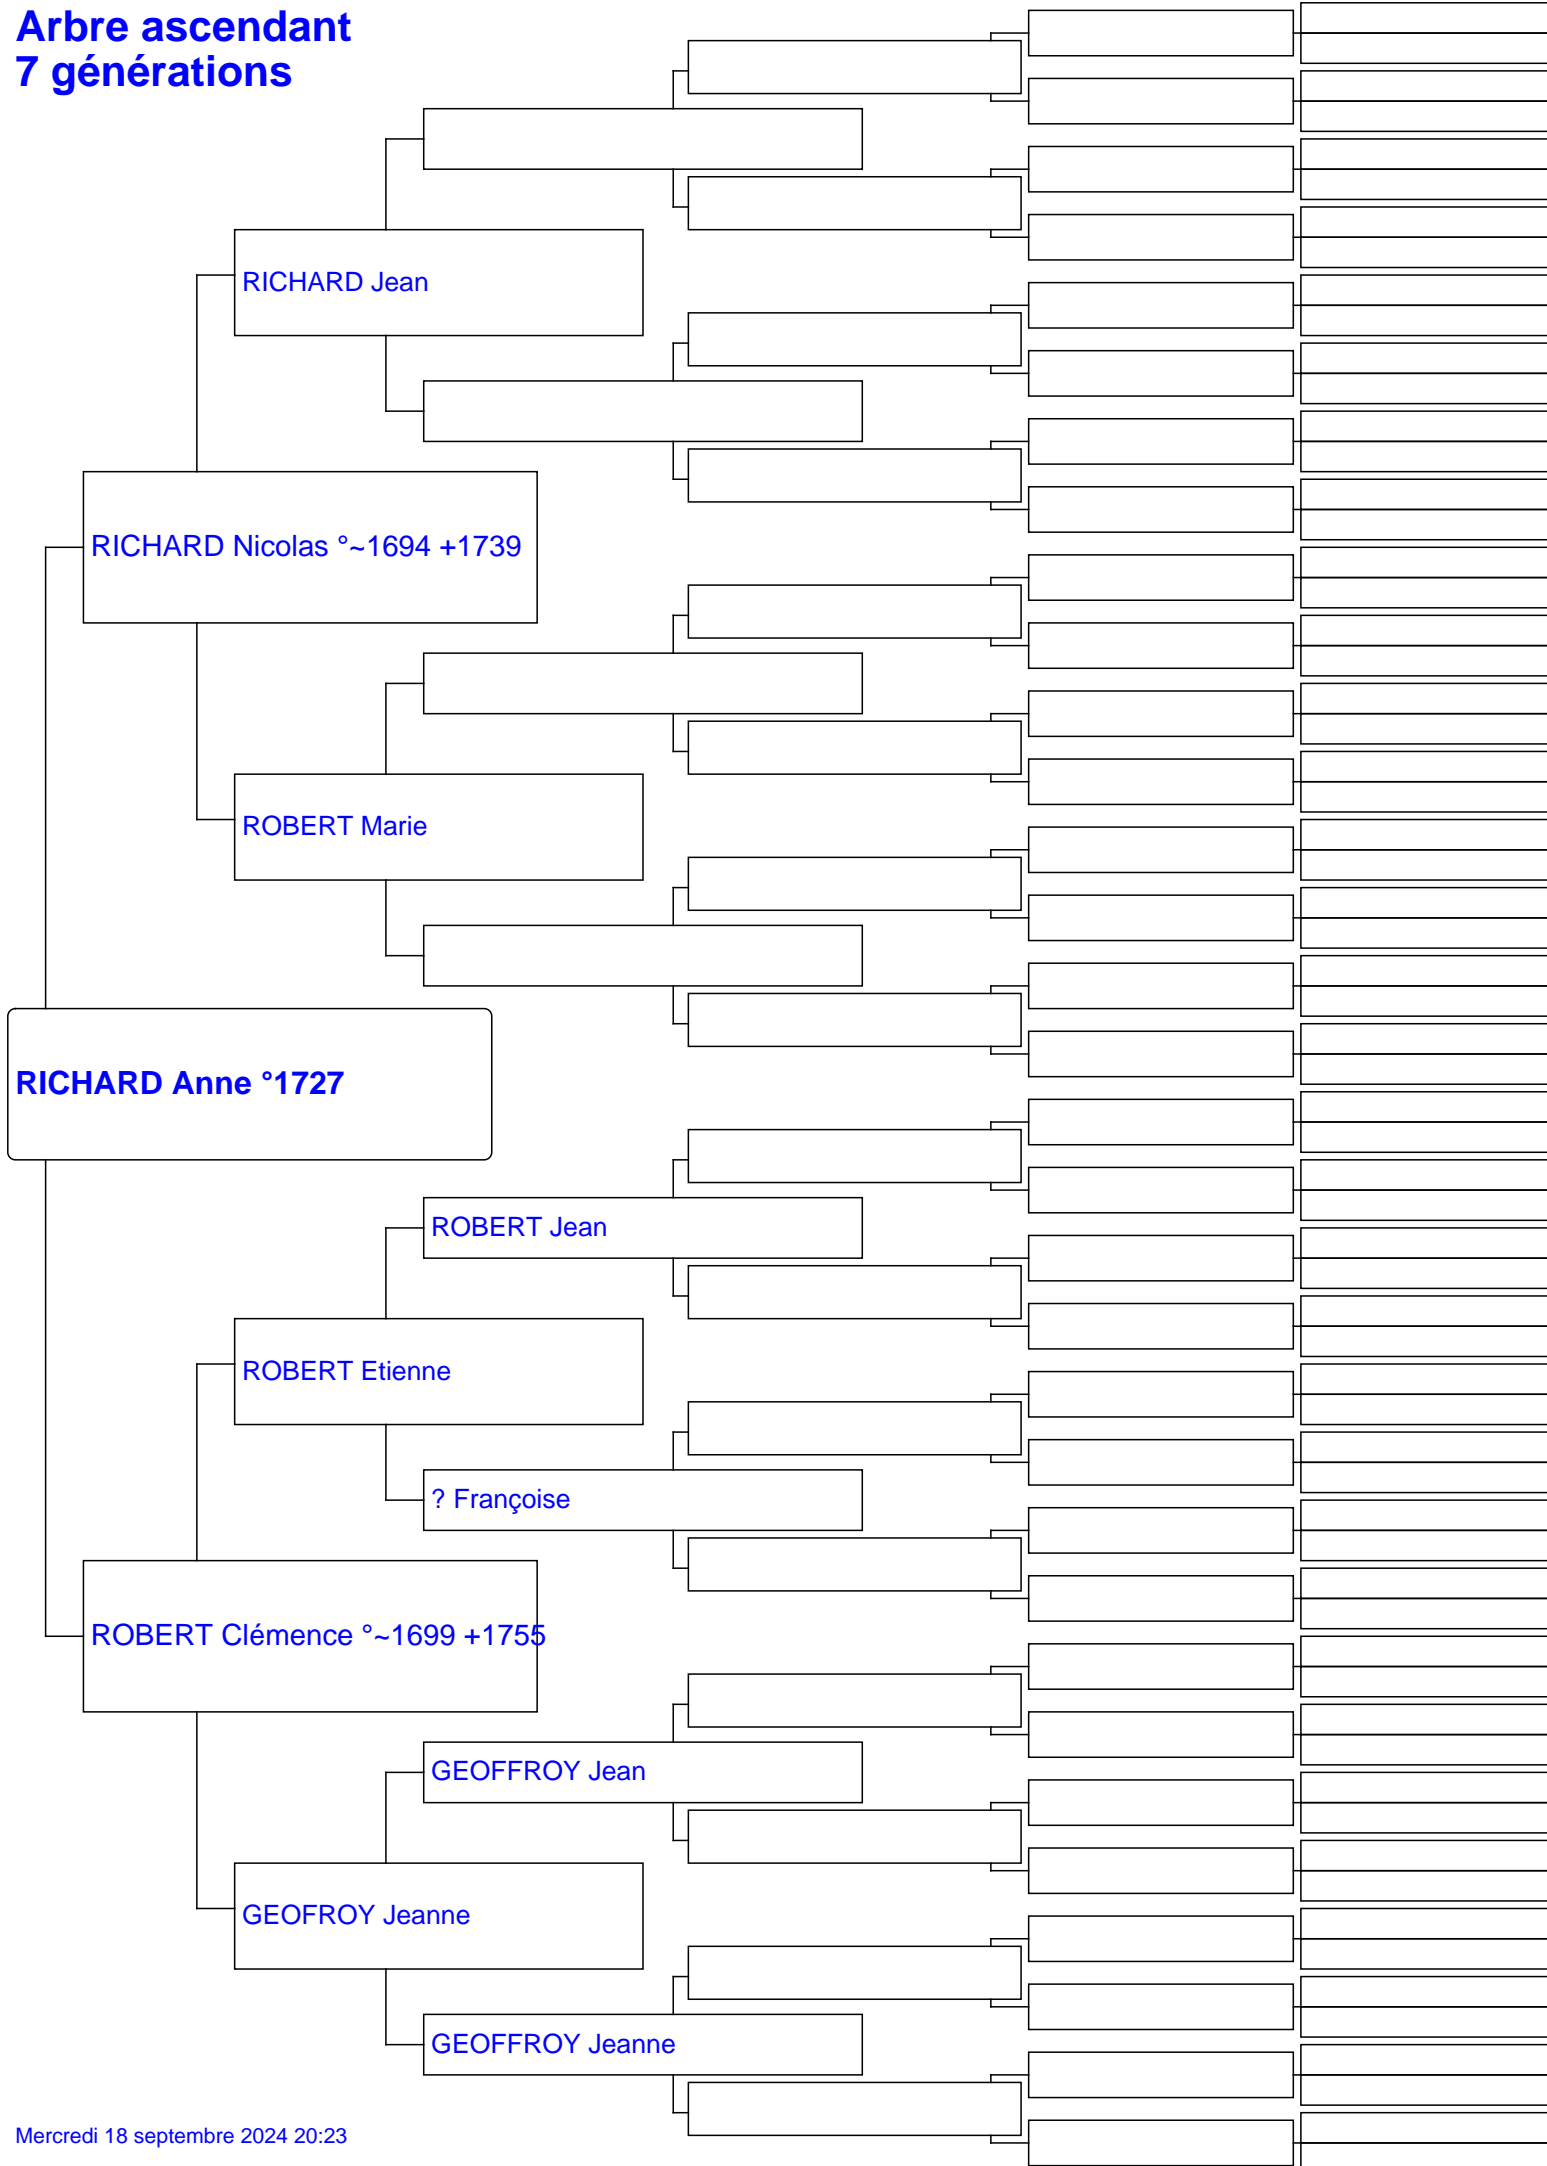 Arbre ascendant
7 générations
RICHARD Jean
RICHARD Nicolas °~1694 +1739
ROBERT Marie
RICHARD Anne °1727
ROBERT Jean
ROBERT Etienne
? Françoise
ROBERT Clémence °~1699 +1755
GEOFFROY Jean
GEOFROY Jeanne
GEOFFROY Jeanne
Mercredi 18 septembre 2024 20:23